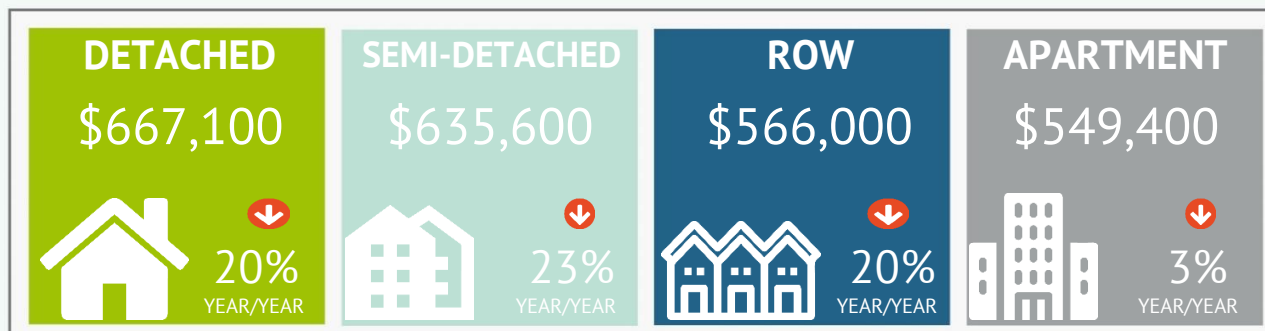 DETACHED
$667,100
20%
YEAR/YEAR
SEMI-DETACHED
$635,600
23%
YEAR/YEAR
ROW
$566,000
20%
YEAR/YEAR
APARTMENT
$549,400
3%
YEAR/YEAR